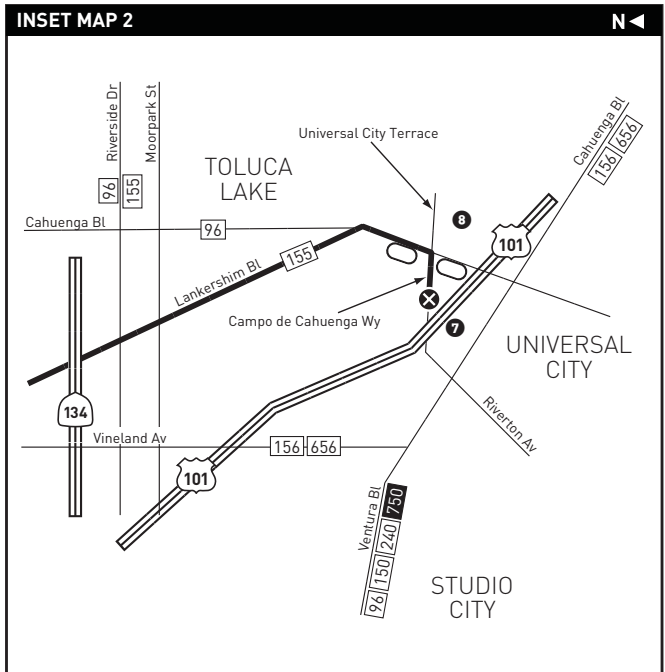 INSET MAP 2
N
Riverside Dr
Moorpark St
96
155
TOLUCA
LAKE
Universal City Terrace
Cahuenga Bl
156 656
8
Cahuenga Bl
96
101
155
Lankershim Bl
Campo de Cahuenga Wy
7
UNIVERSAL
CITY
134
Riverton Av
Vineland Av
156 656
101
Ventura Bl
96 150 240 750
STUDIO
CITY